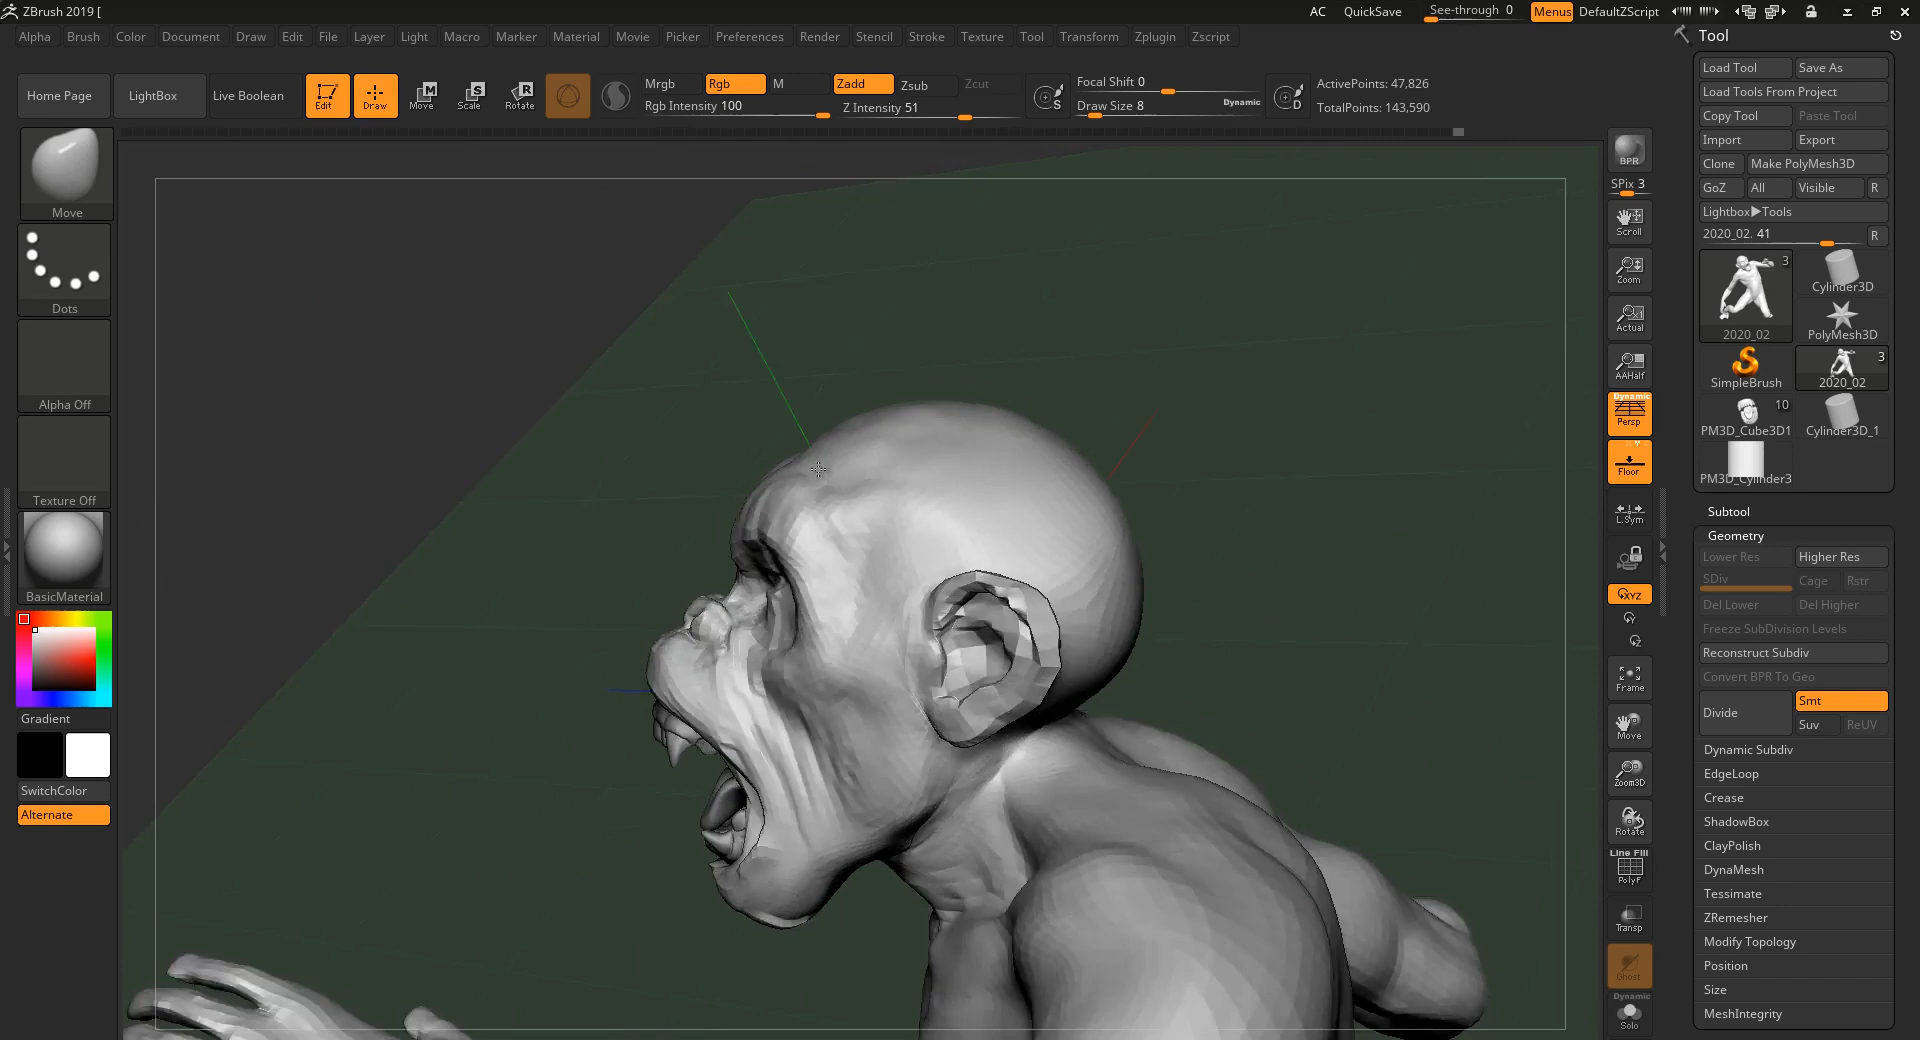 ZBrush 2019 [
AC QuickSave See-through 0 Menus DefaultZScript
Alpha Brush Color Document Draw Edit File Layer Light Macro Marker Material Movie Picker Preferences Render Stencil Stroke Texture Tool Transform Zplugin Zscript
Home Page LightBox Live Boolean Edit Draw Move Scale Rotate
Mrgb Rgb M Zadd Zsub Zcut
Rgb Intensity 100 Z Intensity 51
Focal Shift 0
Draw Size 8 Dynamic
ActivePoints: 47,826
TotalPoints: 143,590
Move
Dots
Alpha Off
Texture Off
BasicMaterial
Gradient
SwitchColor
Alternate
BPR
SPix 3
Scroll
Zoom
Actual
AAHalf
Dynamic
Persp
Floor
L.Sym
XYZ
Frame
Move
Zoom3D
Rotate
Line Fill
PolyF
Transp
Ghost
Dynamic
Solo
Tool
Load Tool Save As
Load Tools From Project
Copy Tool Paste Tool
Import Export
Clone Make PolyMesh3D
GoZ All Visible R
Lightbox▶Tools
2020_02. 41 R
3
2020_02
Cylinder3D
PolyMesh3D
SimpleBrush
3
2020_02
10
PM3D_Cube3D1
Cylinder3D_1
PM3D_Cylinder3
Subtool
Geometry
Lower Res Higher Res
SDiv Cage Rstr
Del Lower Del Higher
Freeze SubDivision Levels
Reconstruct Subdiv
Convert BPR To Geo
Divide Smt
Suv ReUV
Dynamic Subdiv
EdgeLoop
Crease
ShadowBox
ClayPolish
DynaMesh
Tessimate
ZRemesher
Modify Topology
Position
Size
MeshIntegrity